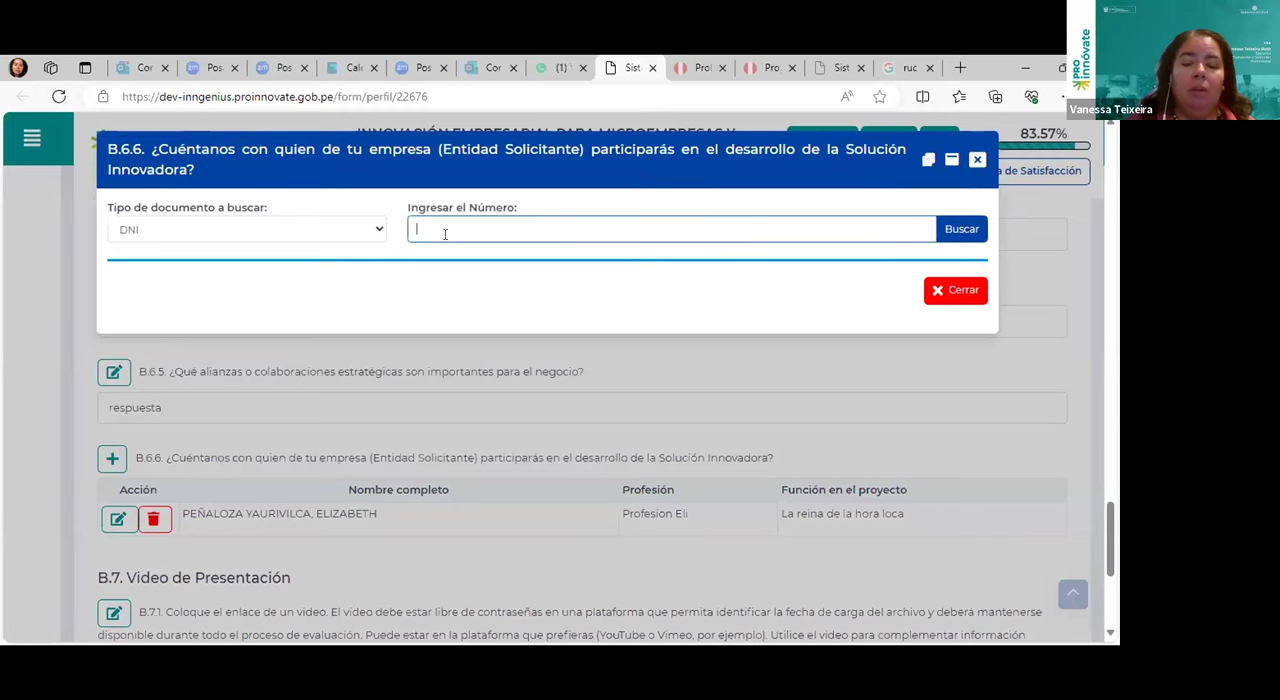 Cor
Pos
Pos
Calc
Pos
Cor
(1)
Sist
Prol
Pro
Sist
ruc
https://dev-inngenius.proinnovate.gob.pe/form/perfil/22676
PRO
innóvate
Vanessa Teixeira
INNOVACIÓN EMPRESARIAL PARA MICROEMPRESAS Y
83.57%
a de Satisfacción
B.6.6. ¿Cuéntanos con quien de tu empresa (Entidad Solicitante) participarás en el desarrollo de la Solución
Innovadora?
Tipo de documento a buscar:
Ingresar el Número:
DNI
Buscar
Cerrar
B.6.5. ¿Qué alianzas o colaboraciones estratégicas son importantes para el negocio?
respuesta
B.6.6. ¿Cuéntanos con quien de tu empresa (Entidad Solicitante) participarás en el desarrollo de la Solución Innovadora?
Acción Nombre completo Profesión Función en el proyecto
PEÑALOZA YAURIVILCA, ELIZABETH Profesion Eli La reina de la hora loca
B.7. Video de Presentación
B.7.1. Coloque el enlace de un video. El video debe estar libre de contraseñas en una plataforma que permita identificar la fecha de carga del archivo y deberá mantenerse
disponible durante todo el proceso de evaluación. Puede estar en la plataforma que prefieras (YouTube o Vimeo, por ejemplo). Utilice el video para complementar información